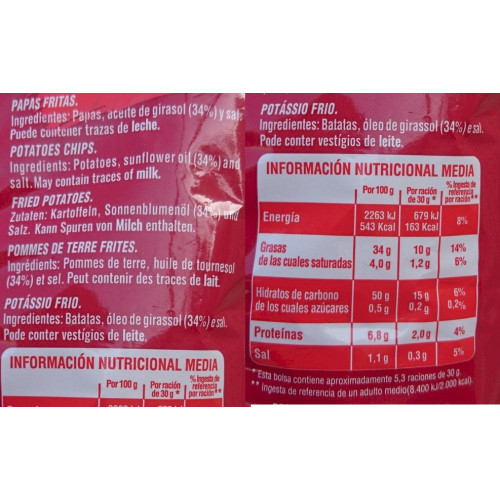 PAPAS FRITAS.
Ingredientes: Papas, aceite de girasol (34%) y sal.
Puede contener trazas de leche.
POTATOES CHIPS.
Ingredients: Potatoes, sunflower oil (34%) and
salt. May contain traces of milk.
FRIED POTATOES.
Zutaten: Kartoffeln, Sonnenblumenöl (34%) und
Salz. Kann Spuren von Milch enthalten.
POMMES DE TERRE FRITES.
Ingrédients: Pommes de terre, huile de tournesol
(34%) et sel. Peut contenir des traces de lait.
POTÁSSIO FRIO.
Ingredientes: Batatas, óleo de girassol (34%) e sal.
Pode conter vestígios de leite.
INFORMACIÓN NUTRICIONAL MEDIA
Por 100 g Por ración de 30 g * % Ingesta de referencia por ración**
POTÁSSIO FRIO.
Ingredientes: Batatas, óleo de girassol (34%) e sal.
Pode conter vestígios de leite.
INFORMACIÓN NUTRICIONAL MEDIA
Por 100 g Por ración de 30 g * % Ingesta de referencia por ración**
Energía 2263 kJ 679 kJ 8%
543 Kcal 163 Kcal
Grasas 34 g 10 g 14%
de las cuales saturadas 4,0 g 1,2 g 6%
Hidratos de carbono 50 g 15 g 6%
de los cuales azúcares 0,5 g 0,2 g 0,2%
Proteínas 6,8 g 2,0 g 4%
Sal 1,1 g 0,3 g 5%
* Esta bolsa contiene aproximadamente 5,3 raciones de 30 g.
** Ingesta de referencia de un adulto medio (8.400 kJ/2.000 kcal).